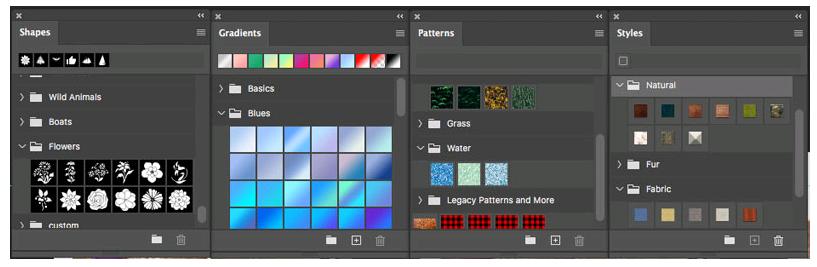 Shapes
Wild Animals
Boats
Flowers
custom
Gradients
Basics
Blues
Patterns
Grass
Water
Legacy Patterns and More
Styles
Natural
Fur
Fabric